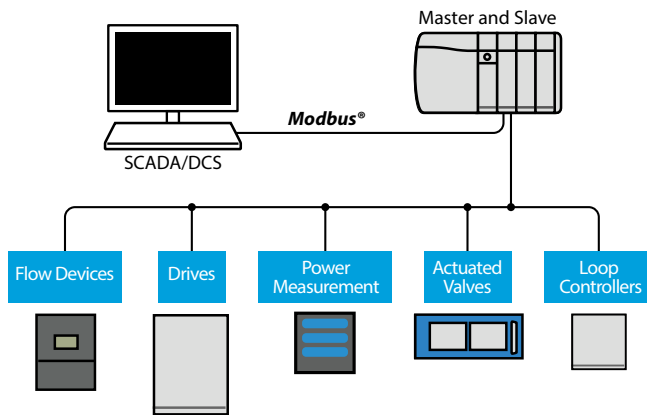 Master and Slave
Modbus®
SCADA/DCS
Flow Devices
Drives
Power
Measurement
Actuated
Valves
Loop
Controllers